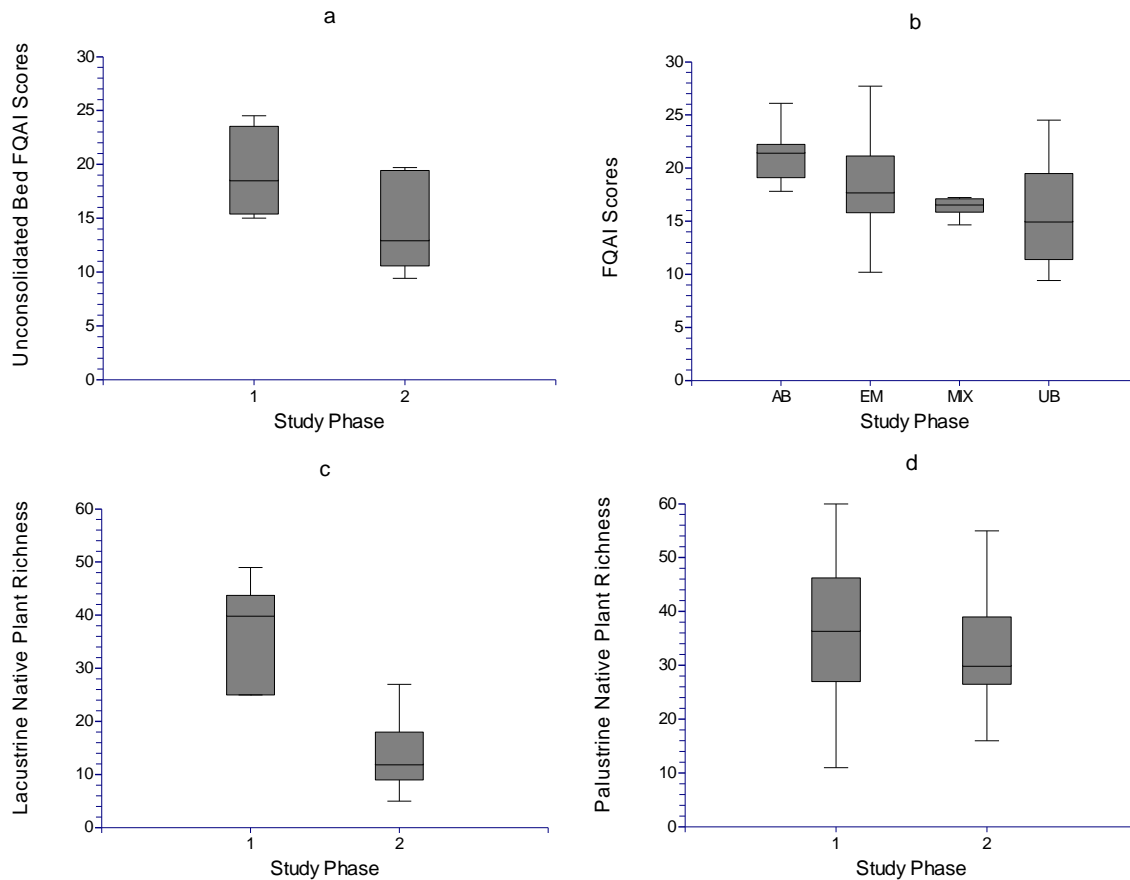 a
Unconsolidated Bed FQAI Scores
30
25
20
15
10
5
0
1 2
Study Phase
b
FQAI Scores
30
25
20
15
10
5
0
AB EM MIX UB
Study Phase
c
Lacustrine Native Plant Richness
60
50
40
30
20
10
0
1 2
Study Phase
d
Palustrine Native Plant Richness
60
50
40
30
20
10
0
1 2
Study Phase